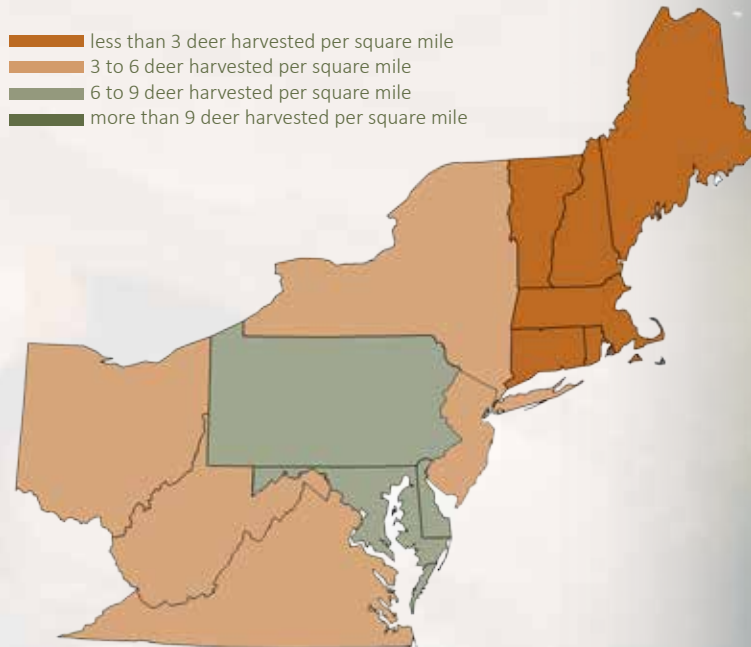 less than 3 deer harvested per square mile
3 to 6 deer harvested per square mile
6 to 9 deer harvested per square mile
more than 9 deer harvested per square mile